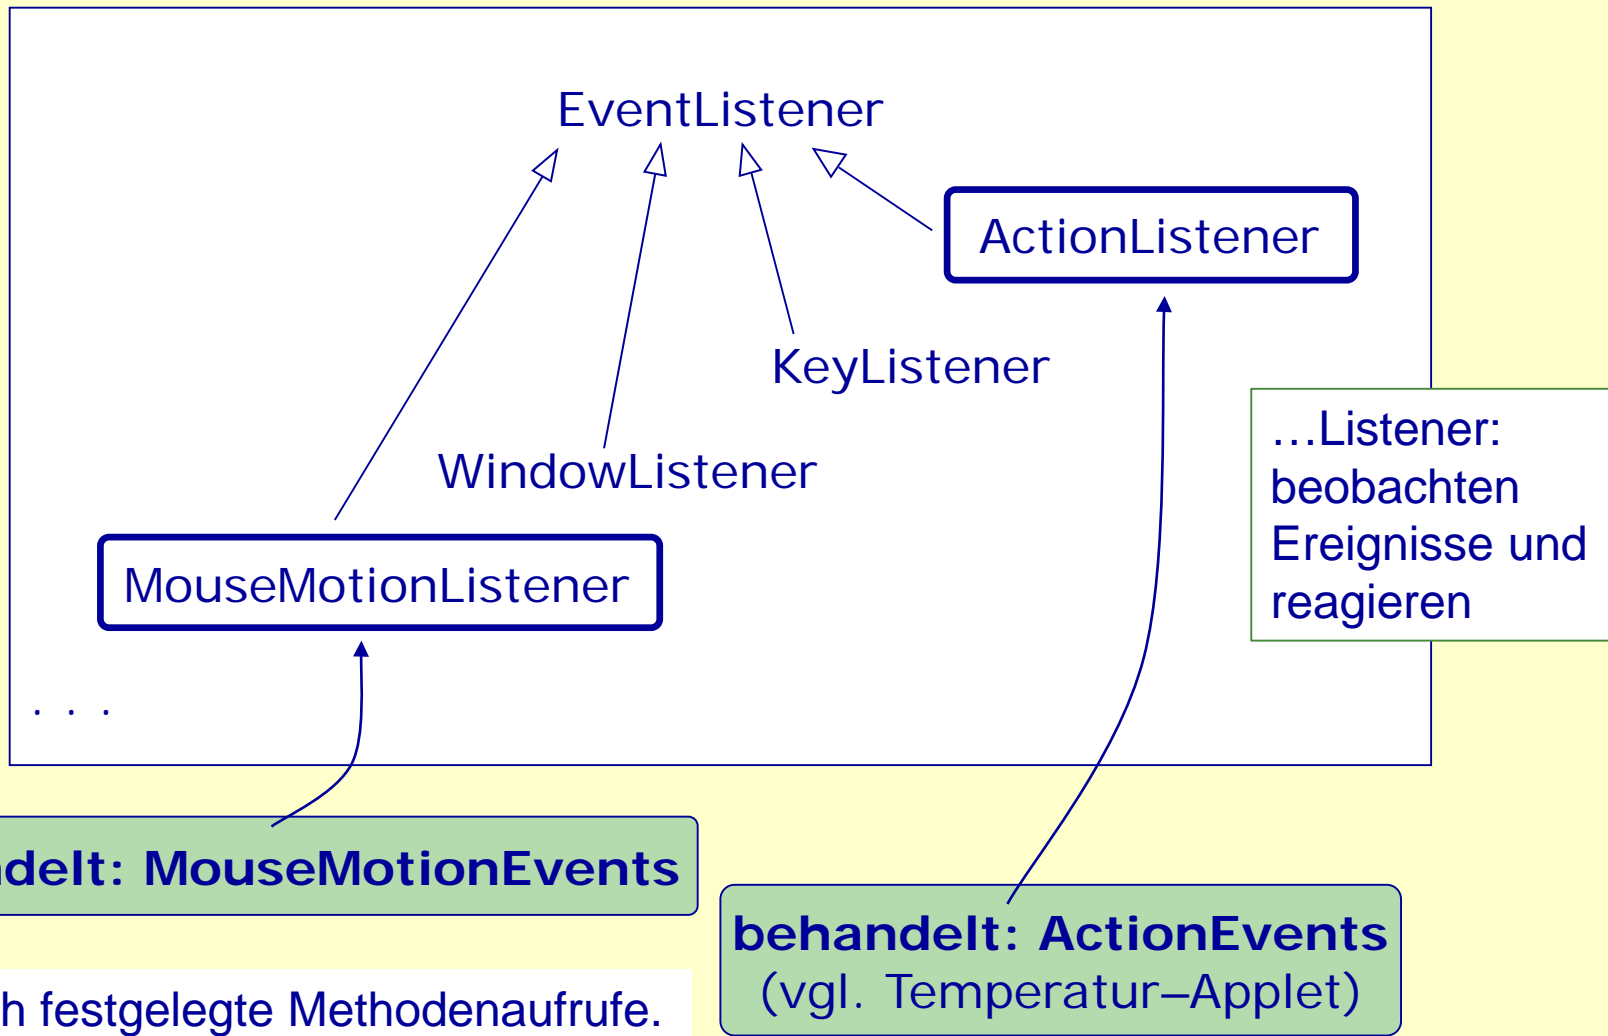 EventListener
ActionListener
KeyListener
WindowListener
MouseMotionListener
…Listener:
beobachten
Ereignisse und
reagieren
. . .
delt: MouseMotionEvents
behandelt: ActionEvents
(vgl. Temperatur–Applet)
h festgelegte Methodenaufrufe.